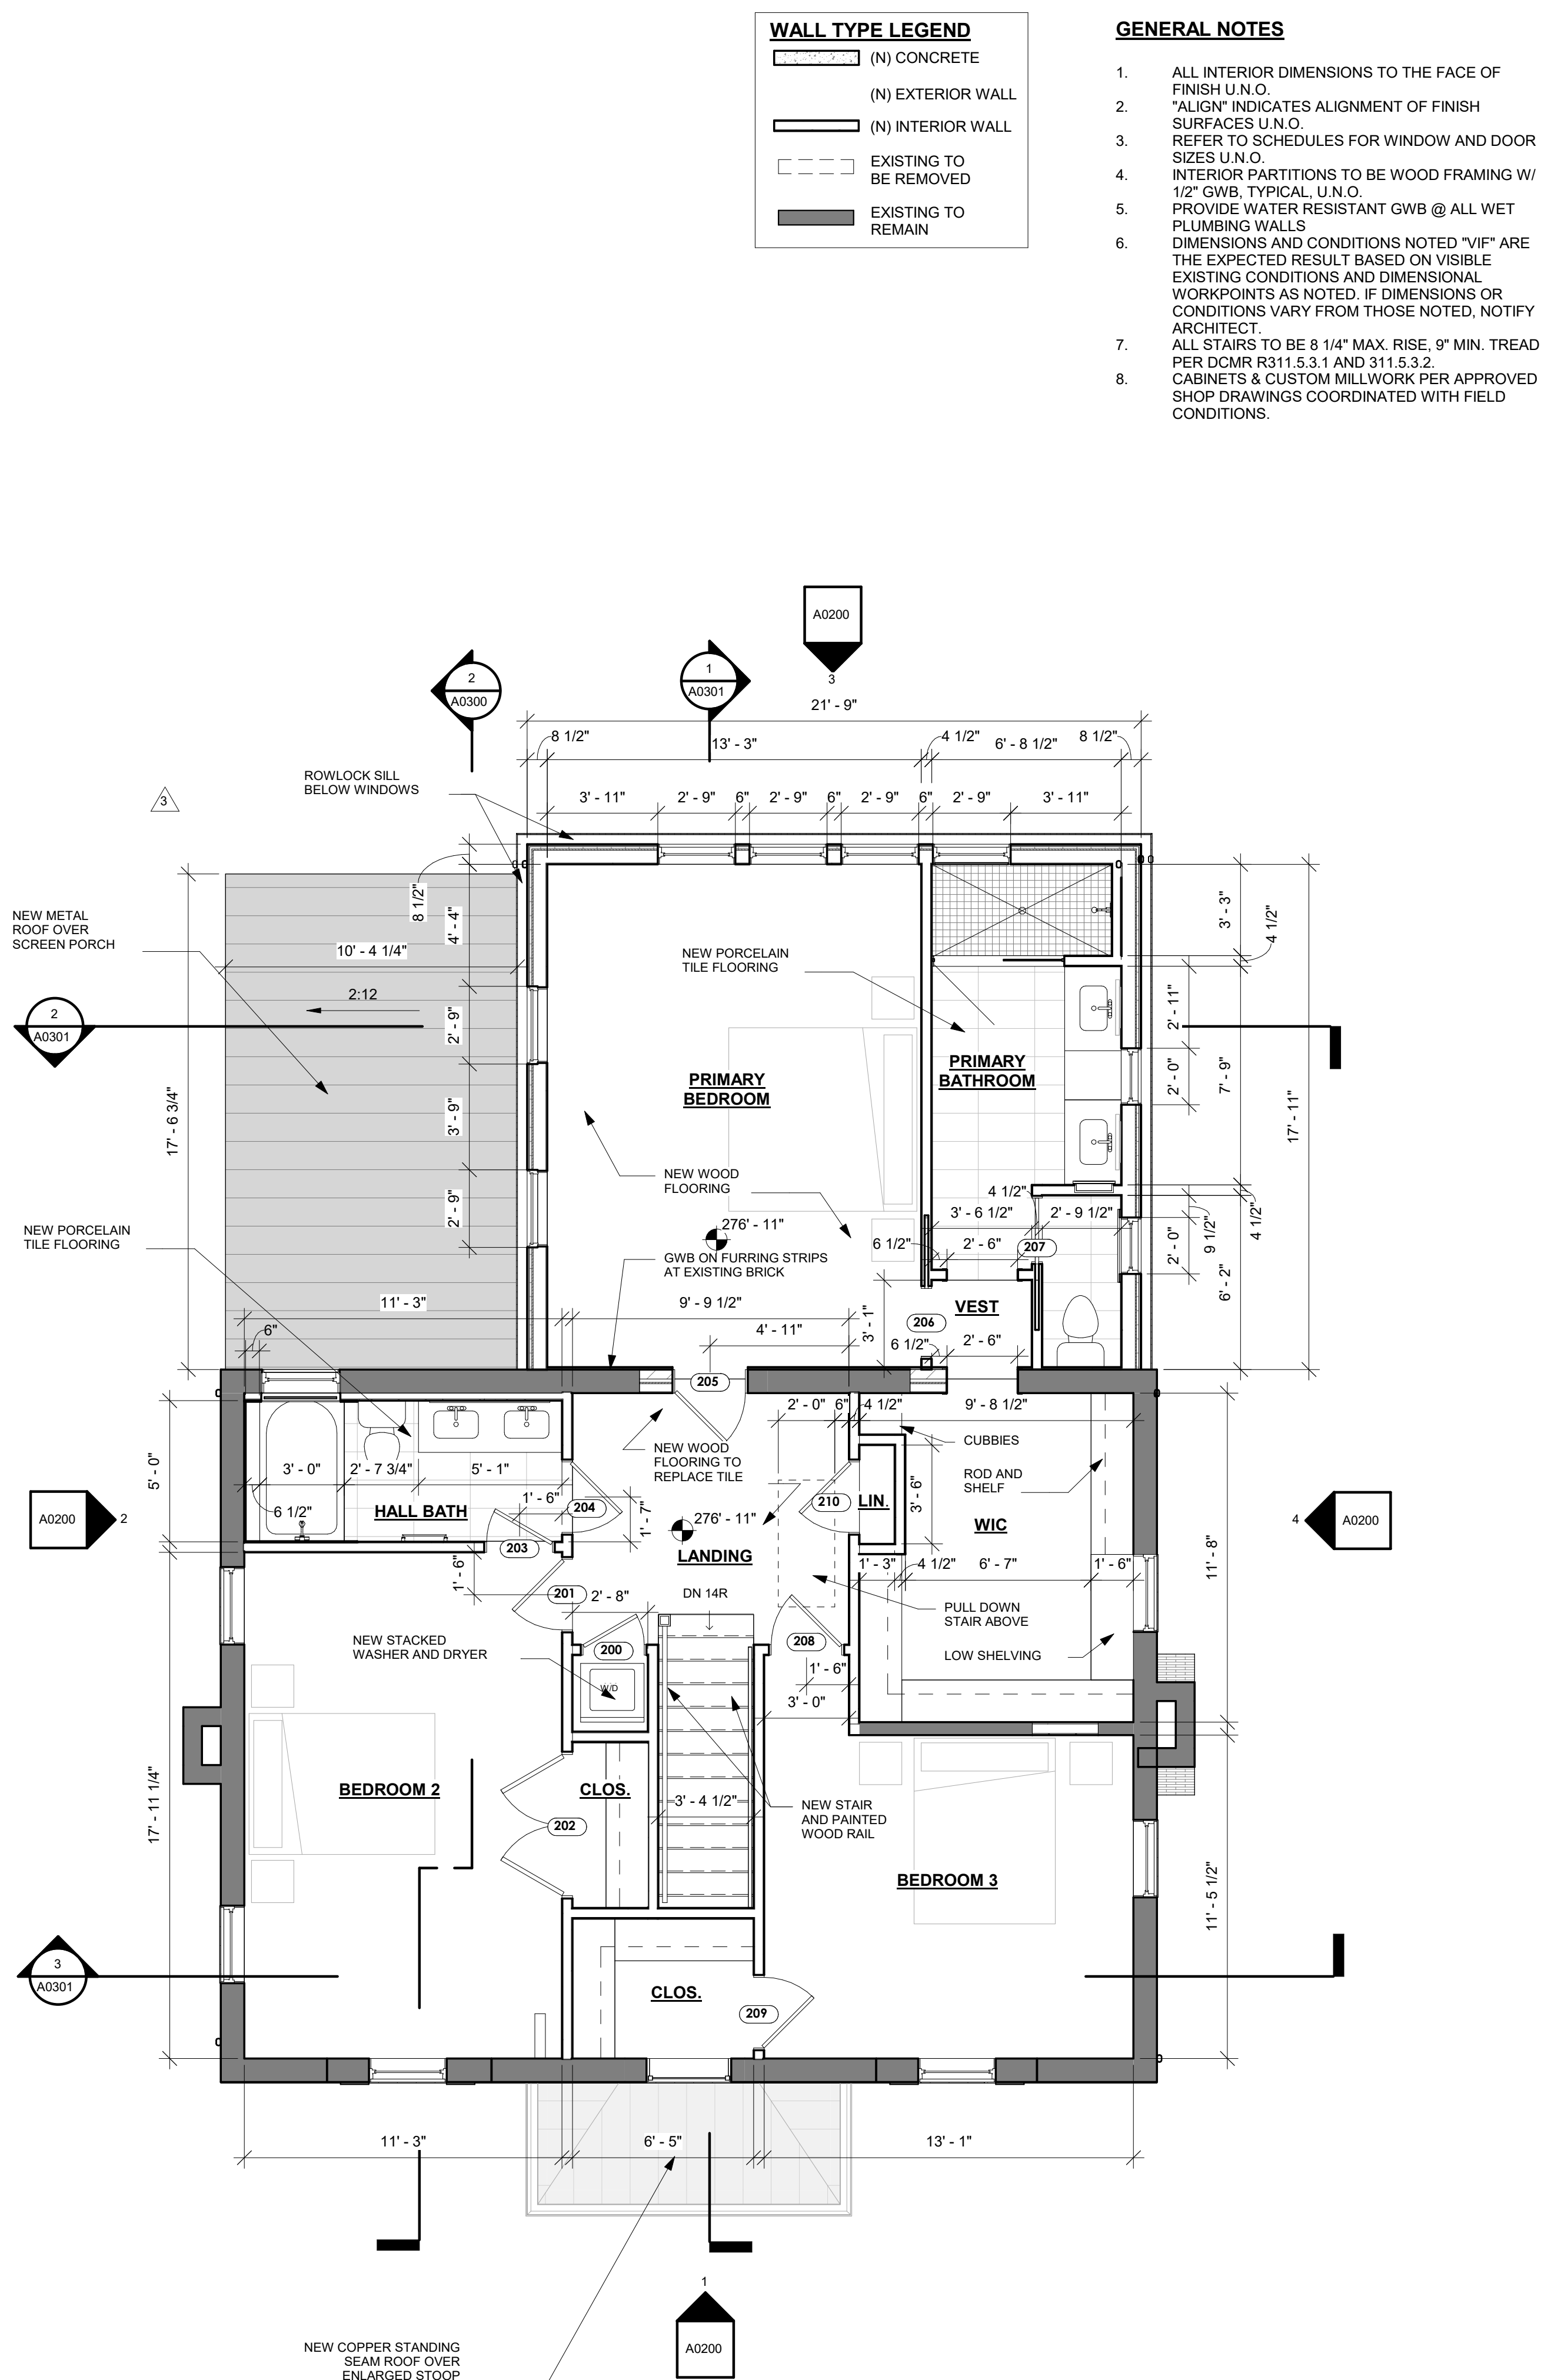 WALL TYPE LEGEND
(N) CONCRETE
(N) EXTERIOR WALL
(N) INTERIOR WALL
EXISTING TO
BE REMOVED
EXISTING TO
REMAIN
GENERAL NOTES
1. ALL INTERIOR DIMENSIONS TO THE FACE OF
FINISH U.N.O.
2. "ALIGN" INDICATES ALIGNMENT OF FINISH
SURFACES U.N.O.
3. REFER TO SCHEDULES FOR WINDOW AND DOOR
SIZES U.N.O.
4. INTERIOR PARTITIONS TO BE WOOD FRAMING W/
1/2" GWB, TYPICAL, U.N.O.
5. PROVIDE WATER RESISTANT GWB @ ALL WET
PLUMBING WALLS
6. DIMENSIONS AND CONDITIONS NOTED "VIF" ARE
THE EXPECTED RESULT BASED ON VISIBLE
EXISTING CONDITIONS AND DIMENSIONAL
WORKPOINTS AS NOTED. IF DIMENSIONS OR
CONDITIONS VARY FROM THOSE NOTED, NOTIFY
ARCHITECT.
7. ALL STAIRS TO BE 8 1/4" MAX. RISE, 9" MIN. TREAD
PER DCMR R311.5.3.1 AND 311.5.3.2.
8. CABINETS & CUSTOM MILLWORK PER APPROVED
SHOP DRAWINGS COORDINATED WITH FIELD
CONDITIONS.
A0200
3
2
A0300
1
A0301
21' - 9"
8 1/2"
13' - 3"
4 1/2"
6' - 8 1/2"
8 1/2"
ROWLOCK SILL
BELOW WINDOWS
3
3' - 11"
2' - 9"
6"
2' - 9"
6"
2' - 9"
6"
2' - 9"
3' - 11"
8 1/2"
4' - 4"
3' - 3"
4 1/2"
NEW METAL
ROOF OVER
SCREEN PORCH
10' - 4 1/4"
NEW PORCELAIN
TILE FLOORING
2:12
2
A0301
2' - 9"
2' - 11"
PRIMARY
BEDROOM
PRIMARY
BATHROOM
2' - 0"
7' - 9"
17' - 6 3/4"
3' - 9"
17' - 11"
NEW WOOD
FLOORING
2' - 9"
4 1/2"
3' - 6 1/2"
2' - 9 1/2"
9 1/2"
4 1/2"
NEW PORCELAIN
TILE FLOORING
276' - 11"
6 1/2"
2' - 6"
207
2' - 0"
6' - 2"
GWB ON FURRING STRIPS
AT EXISTING BRICK
11' - 3"
9' - 9 1/2"
VEST
6"
4' - 11"
3' - 1"
206
6 1/2"
2' - 6"
205
2' - 0"
6"
4 1/2"
9' - 8 1/2"
CUBBIES
NEW WOOD
FLOORING TO
REPLACE TILE
5' - 0"
3' - 0"
2' - 7 3/4"
5' - 1"
ROD AND
SHELF
3' - 6"
6 1/2"
HALL BATH
1' - 6"
204
1' - 7"
210
LIN.
A0200
2
276' - 11"
WIC
4
A0200
203
LANDING
11' - 8"
1' - 6"
1' - 3"
4 1/2"
6' - 7"
1' - 6"
201
2' - 8"
DN 14R
PULL DOWN
STAIR ABOVE
NEW STACKED
WASHER AND DRYER
200
208
LOW SHELVING
W/D
1' - 6"
3' - 0"
BEDROOM 2
CLOS.
17' - 11 1/4"
3' - 4 1/2"
NEW STAIR
AND PAINTED
WOOD RAIL
202
BEDROOM 3
11' - 5 1/2"
3
A0301
CLOS.
209
11' - 3"
6' - 5"
13' - 1"
1
A0200
NEW COPPER STANDING
SEAM ROOF OVER
ENLARGED STOOP